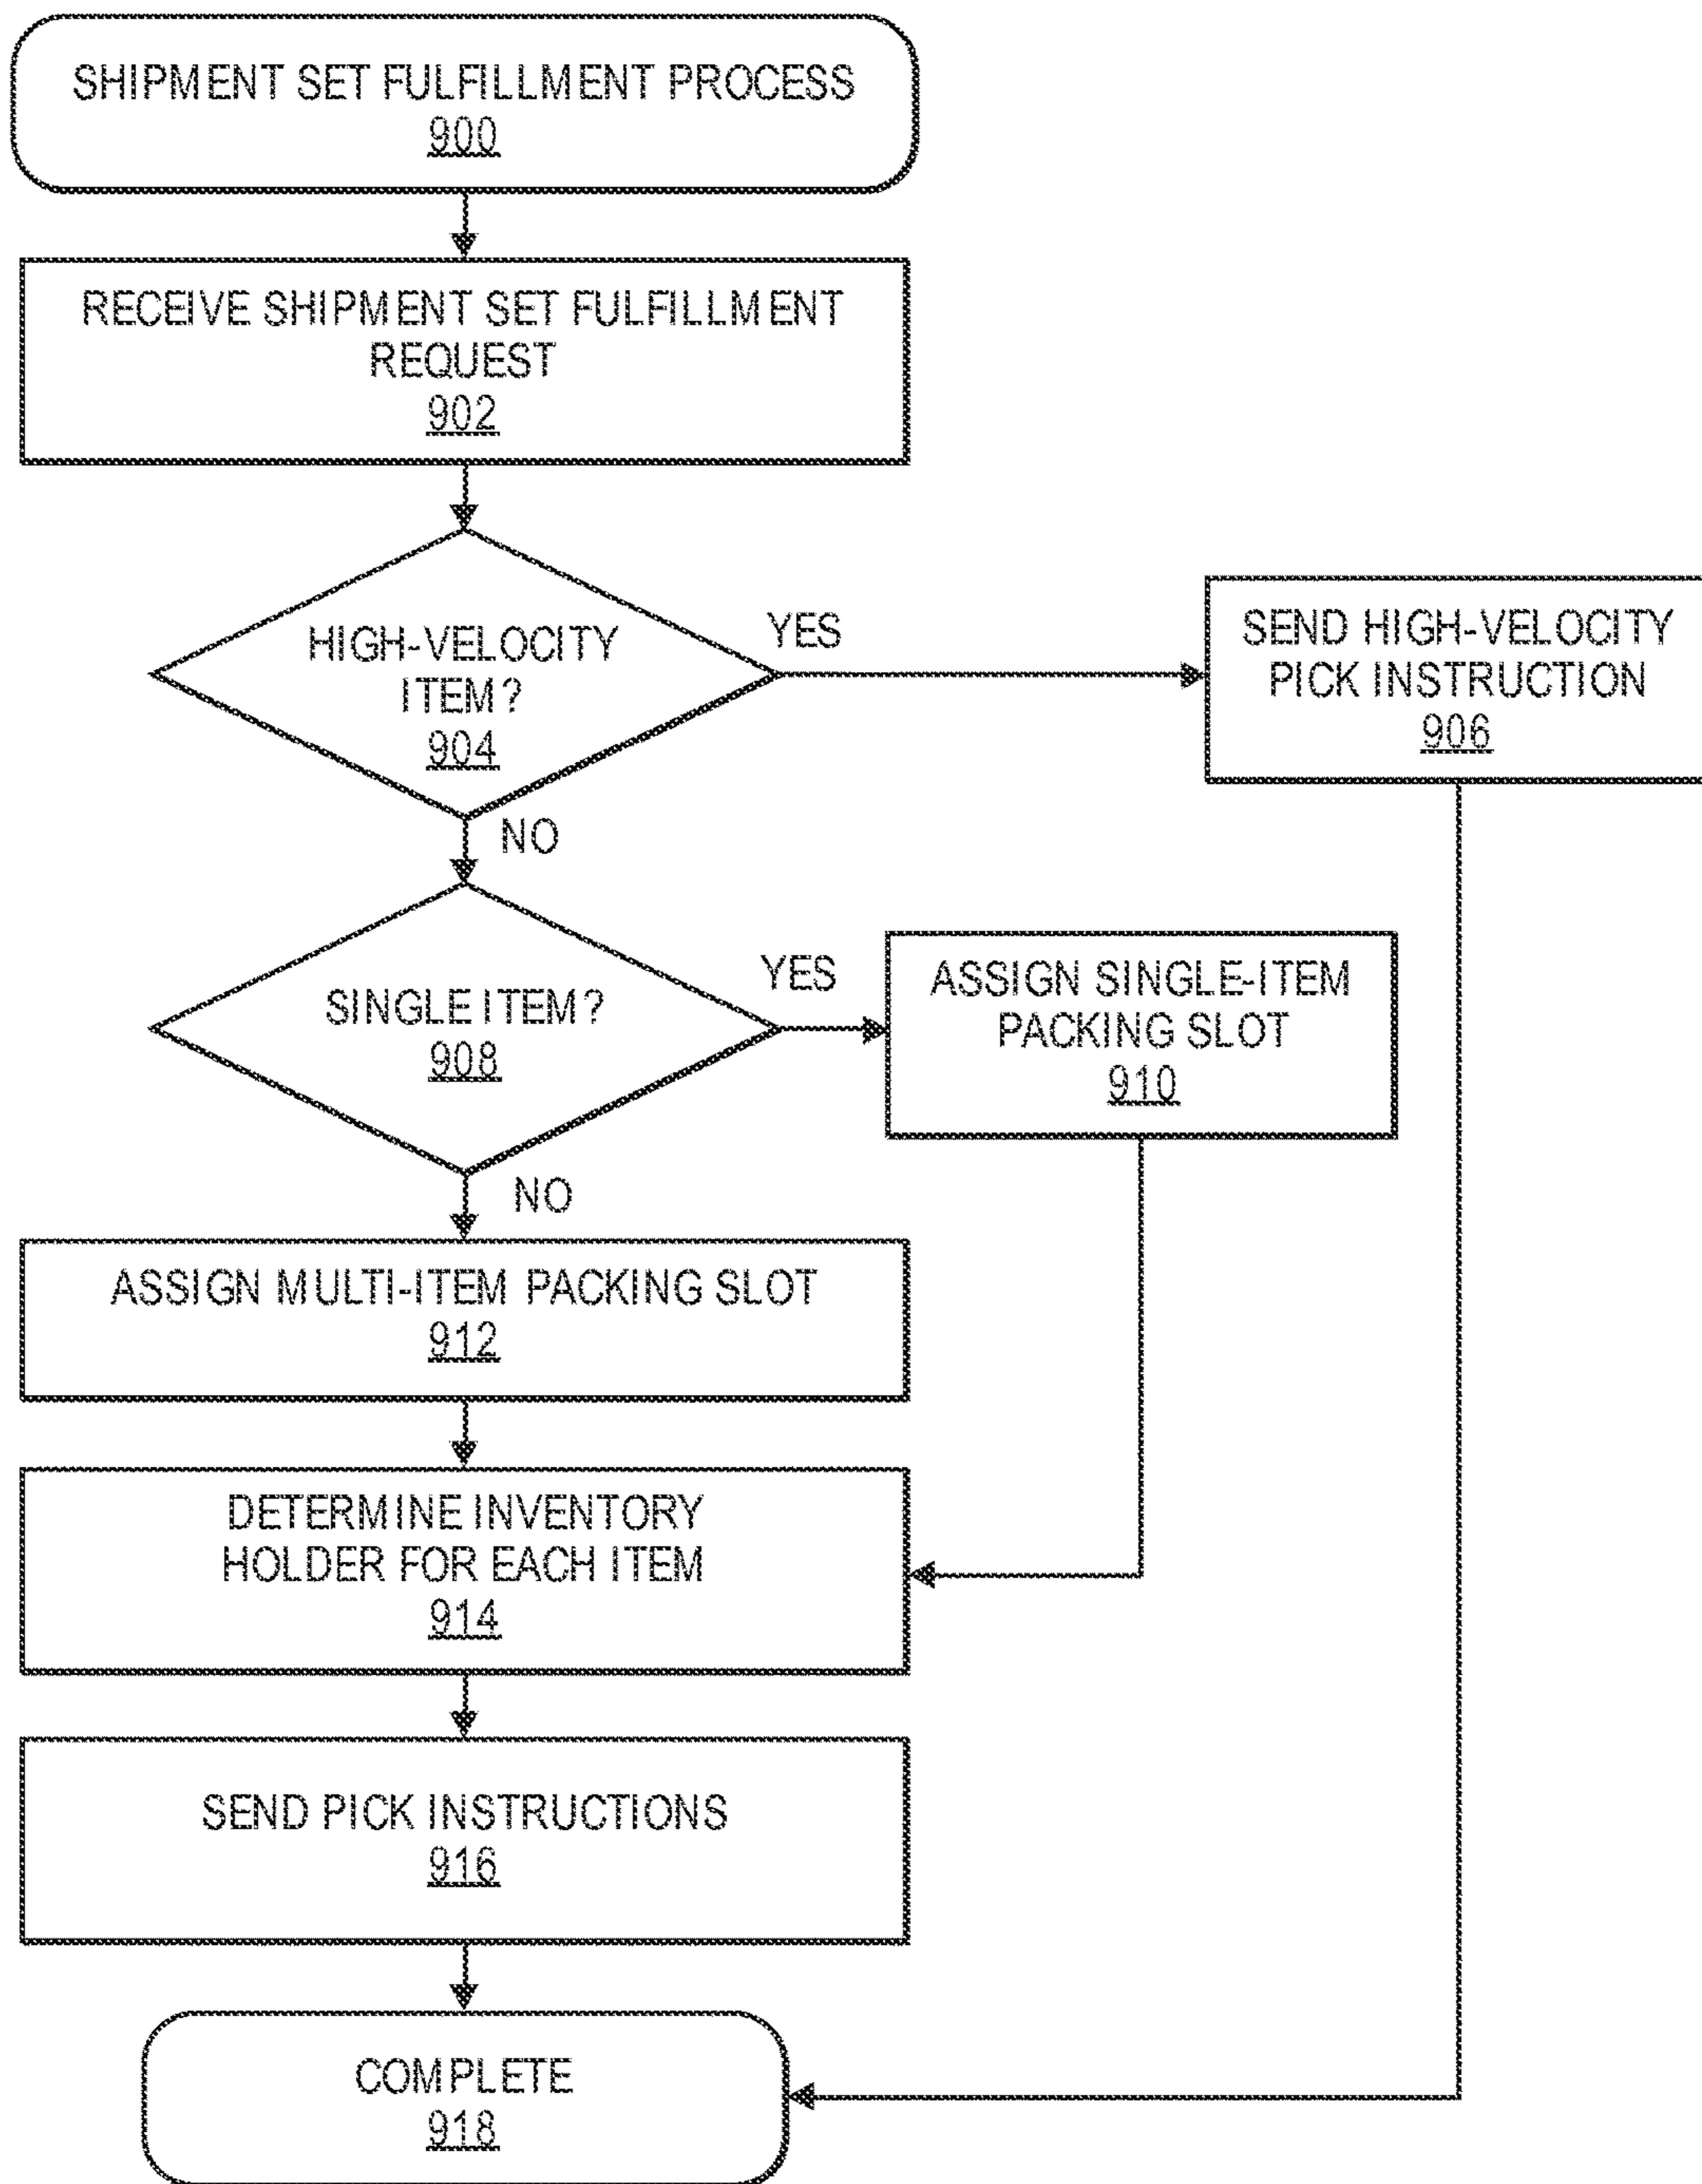 SHIPMENT SET FULFILLMENT PROCESS
900
RECEIVE SHIPMENT SET FULFILLMENT
REQUEST
902
HIGH-VELOCITY
ITEM?
904
YES
SEND HIGH-VELOCITY
PICK INSTRUCTION
906
NO
SINGLE ITEM?
908
YES
ASSIGN SINGLE-ITEM
PACKING SLOT
910
NO
ASSIGN MULTI-ITEM PACKING SLOT
912
DETERMINE INVENTORY
HOLDER FOR EACH ITEM
914
SEND PICK INSTRUCTIONS
916
COMPLETE
918